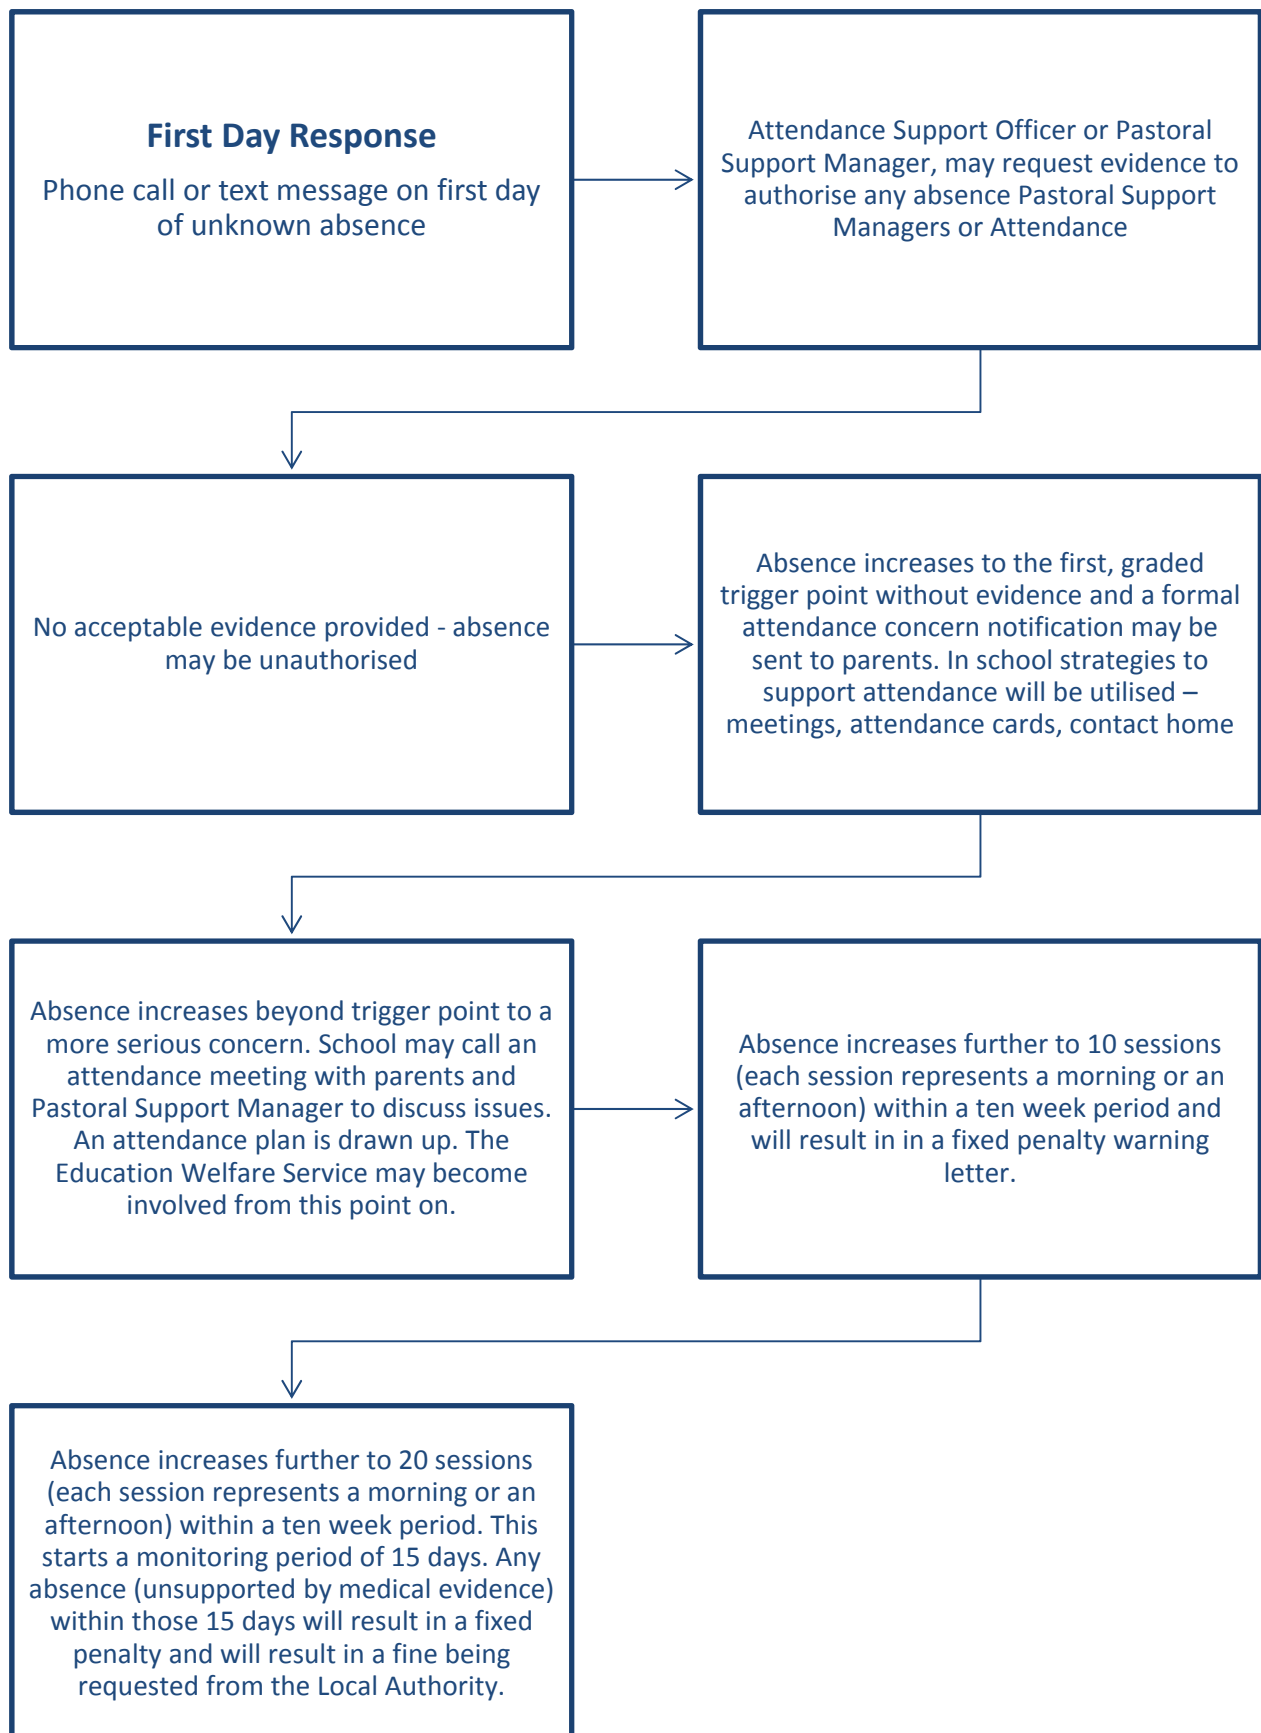 First Day Response
Phone call or text message on first day
of unknown absence
Attendance Support Officer or Pastoral
Support Manager, may request evidence to
authorise any absence Pastoral Support
Managers or Attendance
No acceptable evidence provided - absence
may be unauthorised
Absence increases to the first, graded
trigger point without evidence and a formal
attendance concern notification may be
sent to parents. In school strategies to
support attendance will be utilised –
meetings, attendance cards, contact home
Absence increases beyond trigger point to a
more serious concern. School may call an
attendance meeting with parents and
Pastoral Support Manager to discuss issues.
An attendance plan is drawn up. The
Education Welfare Service may become
involved from this point on.
Absence increases further to 10 sessions
(each session represents a morning or an
afternoon) within a ten week period and
will result in in a fixed penalty warning
letter.
Absence increases further to 20 sessions
(each session represents a morning or an
afternoon) within a ten week period. This
starts a monitoring period of 15 days. Any
absence (unsupported by medical evidence)
within those 15 days will result in a fixed
penalty and will result in a fine being
requested from the Local Authority.